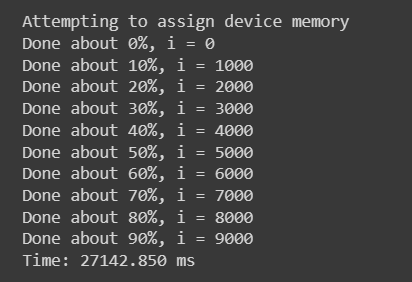 Attempting to assign device memory
Done about 0%, i = 0
Done about 10%, i = 1000
Done about 20%, i = 2000
Done about 30%, i = 3000
Done about 40%, i = 4000
Done about 50%, i = 5000
Done about 60%, i = 6000
Done about 70%, i = 7000
Done about 80%, i = 8000
Done about 90%, i = 9000
Time: 27142.850 ms